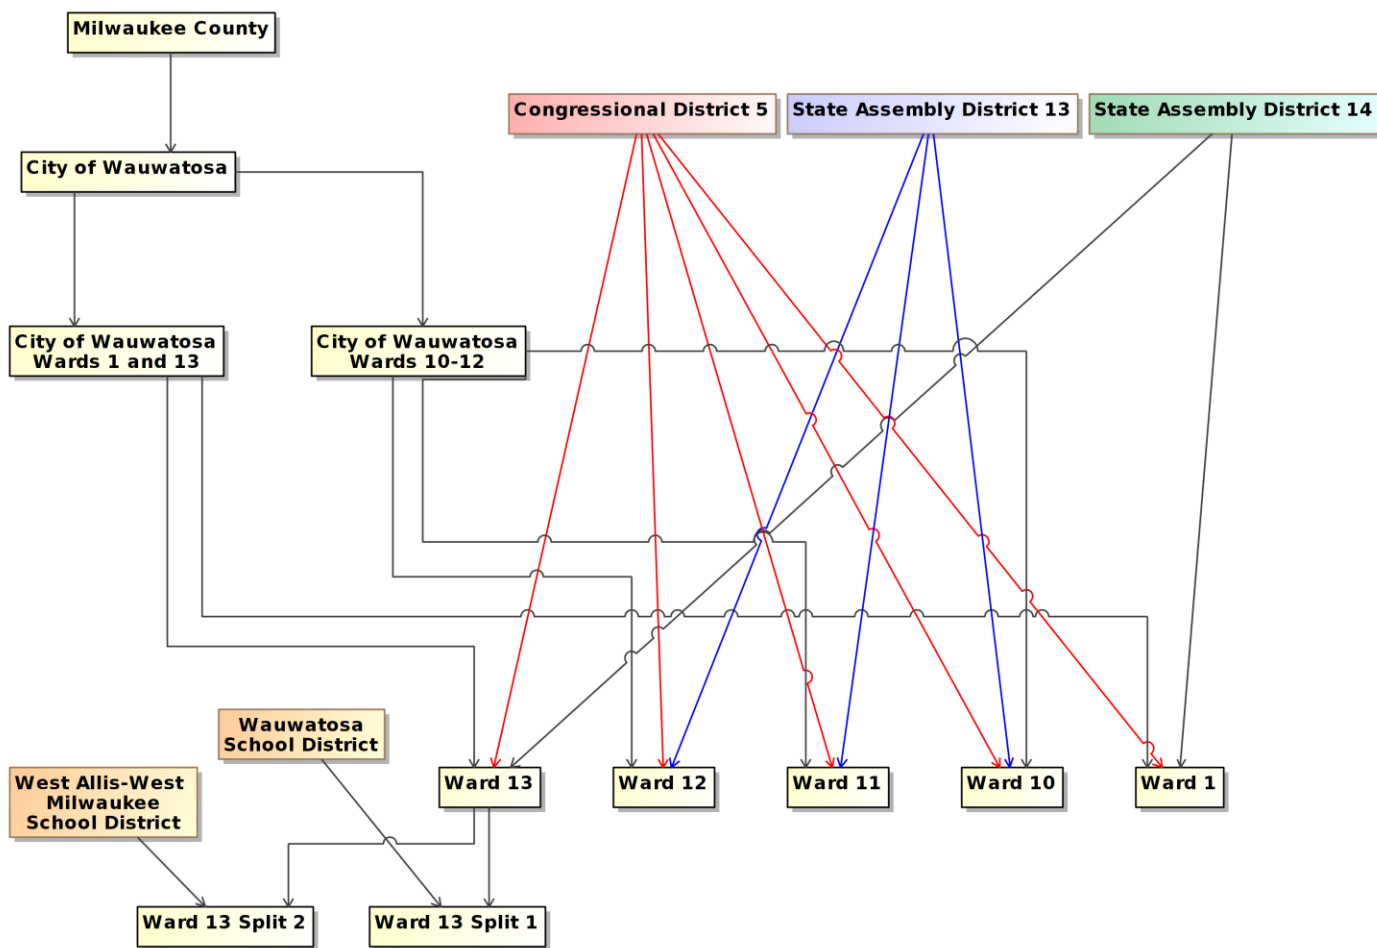 Milwaukee County
Congressional District 5
State Assembly District 13
State Assembly District 14
City of Wauwatosa
City of Wauwatosa
Wards 1 and 13
City of Wauwatosa
Wards 10-12
Wauwatosa
School District
West Allis-West
Milwaukee
School District
Ward 13
Ward 12
Ward 11
Ward 10
Ward 1
Ward 13 Split 2
Ward 13 Split 1